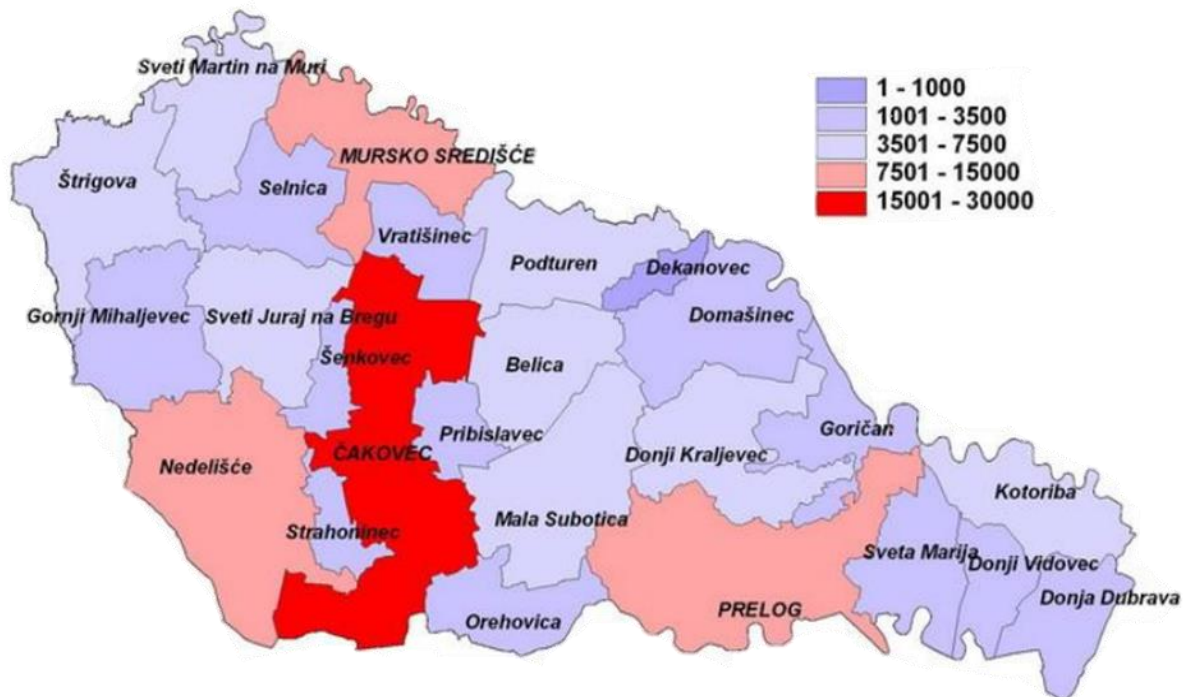 Sveti Martin na Muri
1 - 1000
1001 - 3500
3501 - 7500
7501 - 15000
15001 - 30000
MURSKO SREDIŠĆE
Štrigova
Selnica
Vratišinec
Podturen
Dekanovec
Gornji Mihaljevec
Sveti Juraj na Bregu
Domašinec
Šenkovec
Belica
Pribislavec
Goričan
ČAKOVEC
Donji Kraljevec
Nedelišće
Kotoriba
Mala Subotica
Strahoninec
Sveta Marija
Donji Vidovec
Donja Dubrava
PRELOG
Orehovica